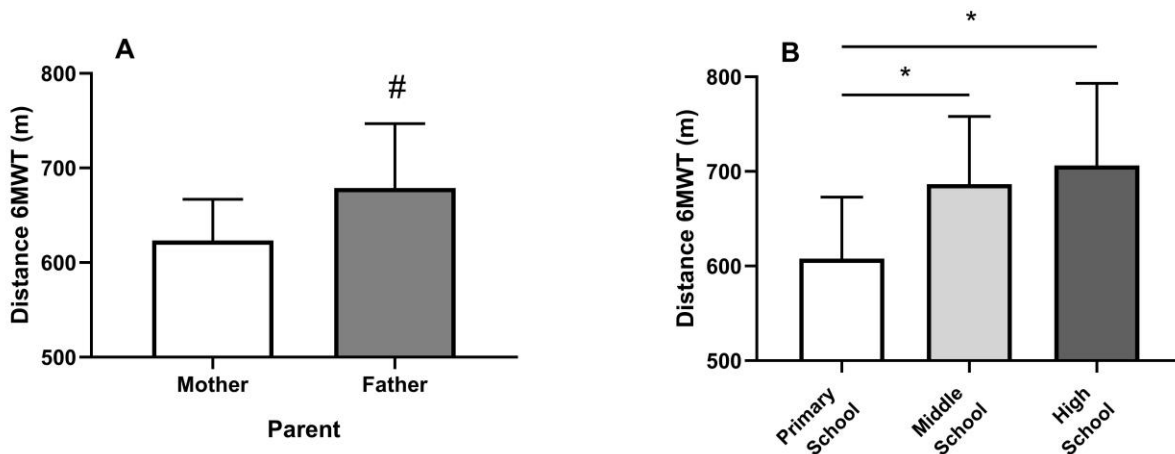 A
Distance 6MWT (m)
800
700
600
500
#
Mother
Father
Parent
B
Distance 6MWT (m)
800
700
600
500
*
*
Primary
School
Middle
School
High
School